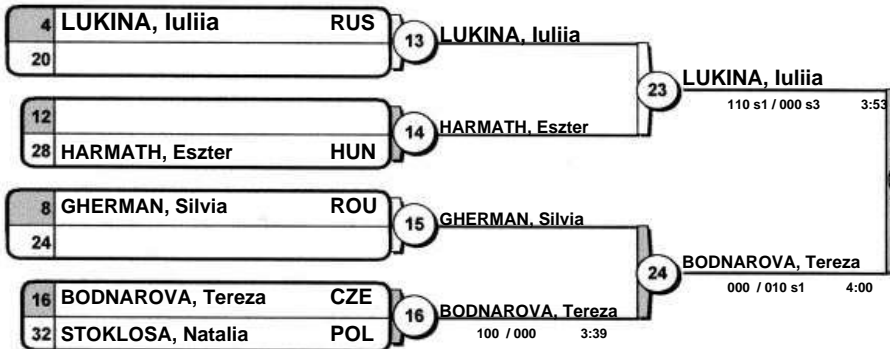 4 LUKINA, Iuliia RUS
20
13
LUKINA, Iuliia
12
28 HARMATH, Eszter HUN
14
HARMATH, Eszter
23
LUKINA, Iuliia
110 s1 / 000 s3 3:53
8 GHERMAN, Silvia ROU
24
15
GHERMAN, Silvia
16 BODNAROVA, Tereza CZE
32 STOKLOSA, Natalia POL
16
BODNAROVA, Tereza
100 / 000 3:39
24
BODNAROVA, Tereza
000 / 010 s1 4:00